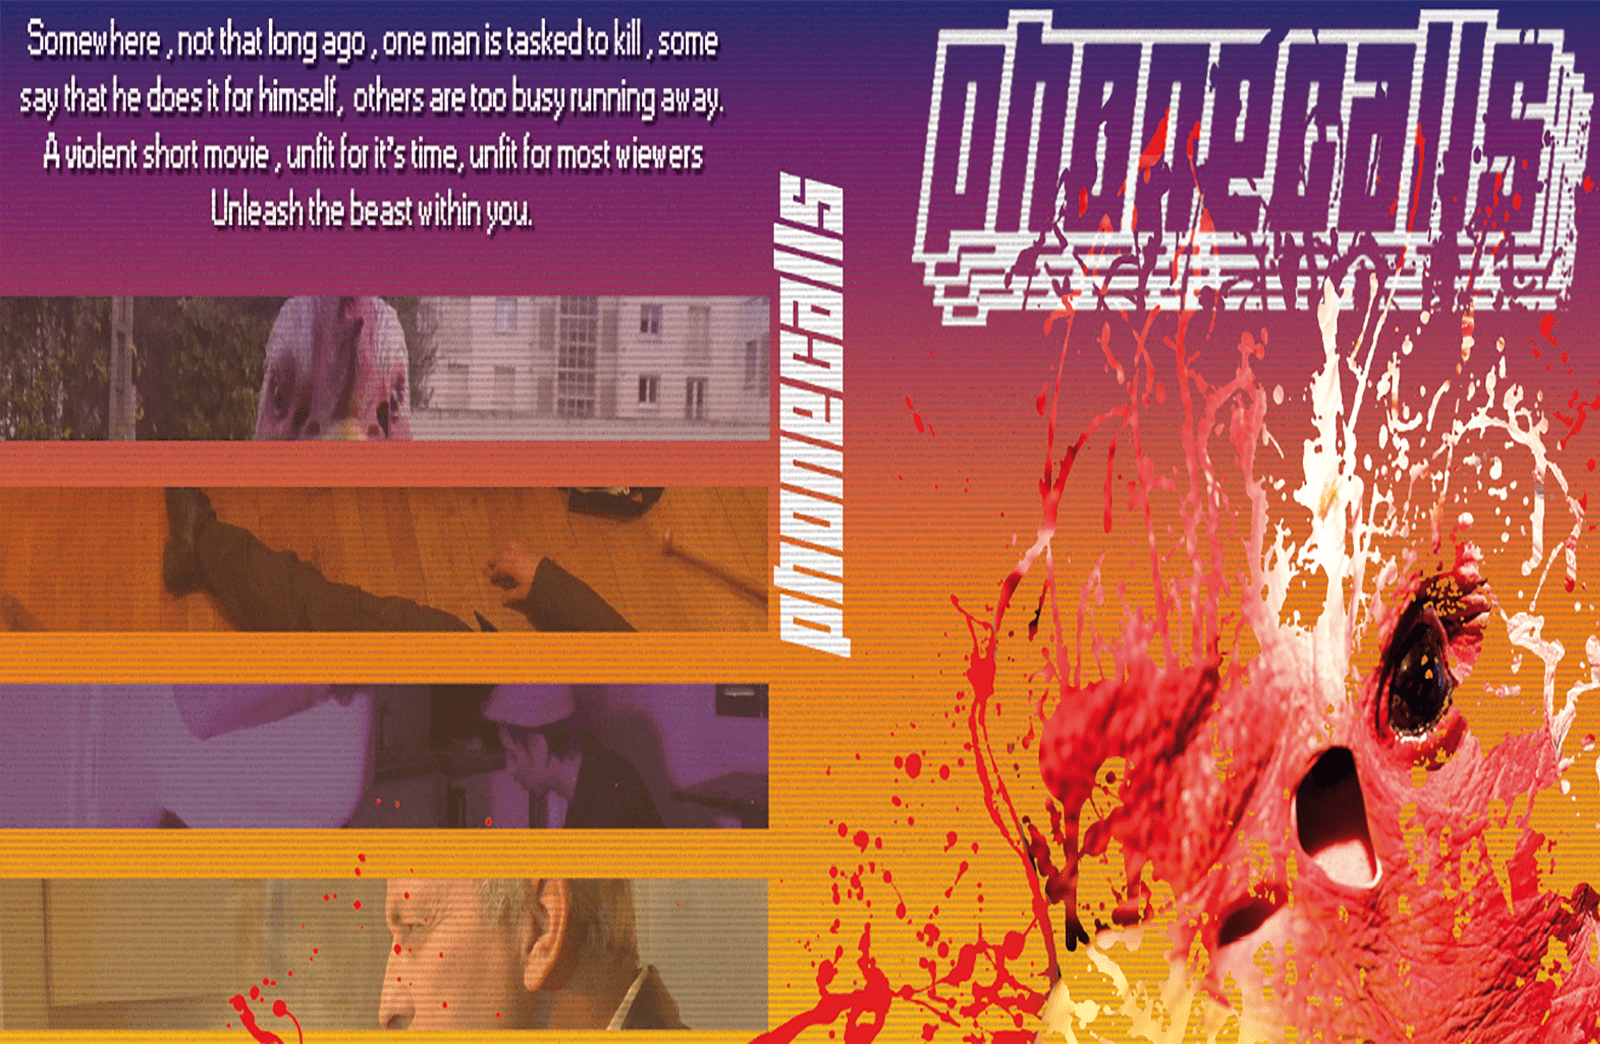 Somewhere , not that long ago , one man is tasked to kill , some
say that he does it for himself, others are too busy running away.
A violent short movie , unfit for it's time, unfit for most wiewers
Unleash the beast within you.
phonecalls
phonecalls